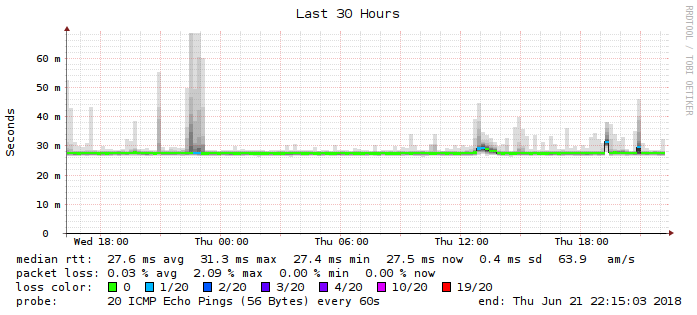 Last 30 Hours
RRDTOOL / TOBI OETIKER
Seconds
60 m
50 m
40 m
30 m
20 m
10 m
0
Wed 18:00 Thu 00:00 Thu 06:00 Thu 12:00 Thu 18:00
median rtt: 27.6 ms avg 31.3 ms max 27.4 ms min 27.5 ms now 0.4 ms sd 63.9 am/s
packet loss: 0.03 % avg 2.09 % max 0.00 % min 0.00 % now
loss color: 0 1/20 2/20 3/20 4/20 10/20 19/20
probe: 20 ICMP Echo Pings (56 Bytes) every 60s end: Thu Jun 21 22:15:03 2018